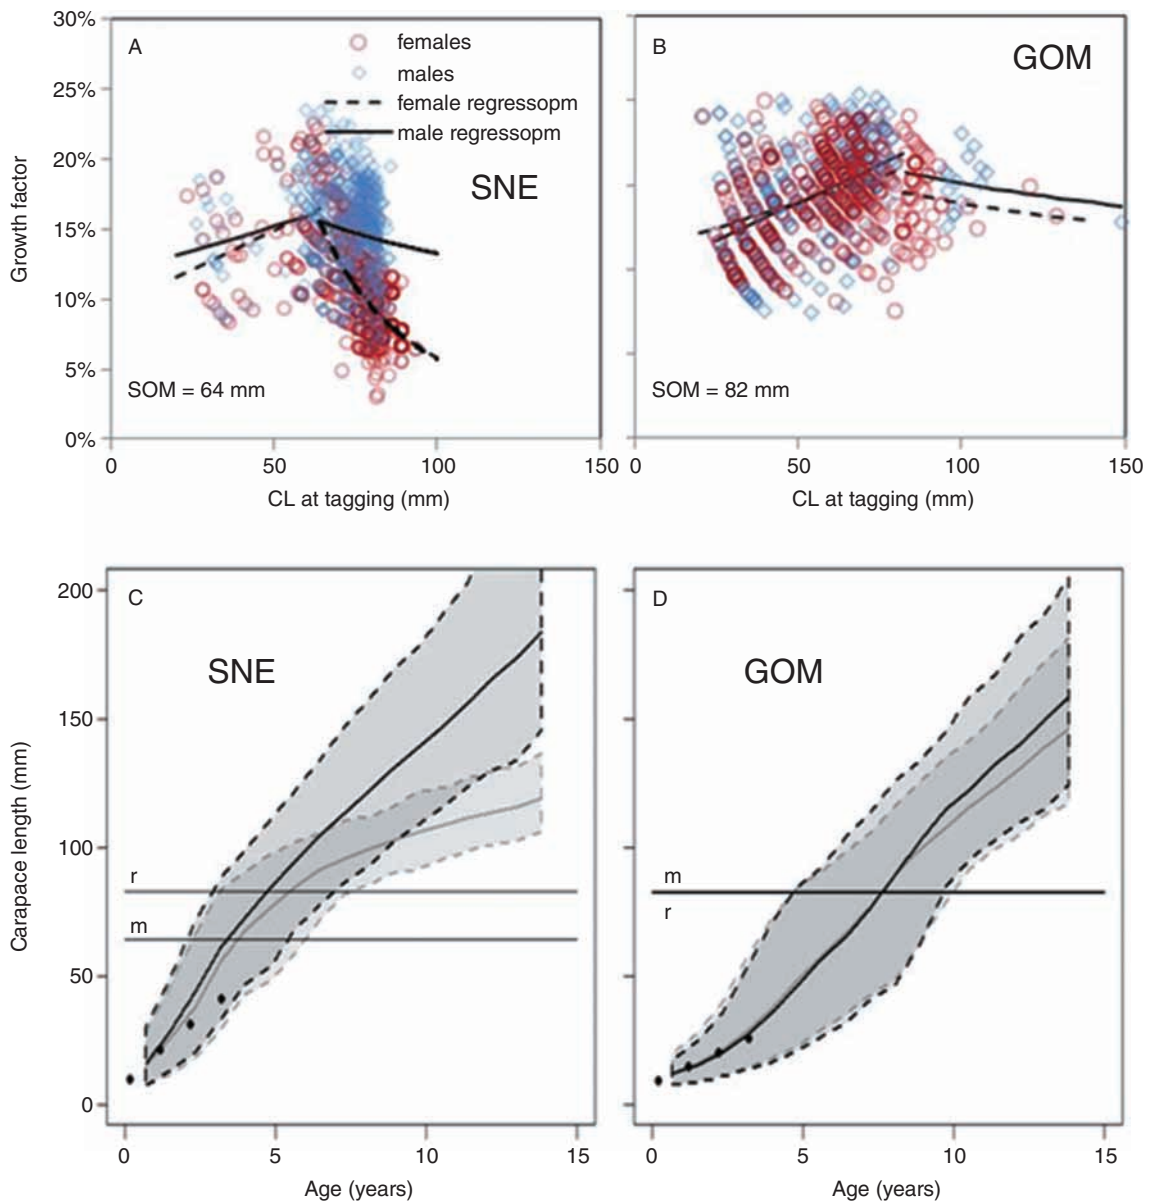 30%
25%
20%
15%
10%
5%
0%
Growth factor
A
females
males
female regressopm
male regressopm
SNE
SOM = 64 mm
0
50
100
150
CL at tagging (mm)
B
GOM
SOM = 82 mm
0
50
100
150
CL at tagging (mm)
200
150
100
50
0
Carapace length (mm)
C
SNE
r
m
0
5
10
15
Age (years)
D
GOM
m
r
0
5
10
15
Age (years)